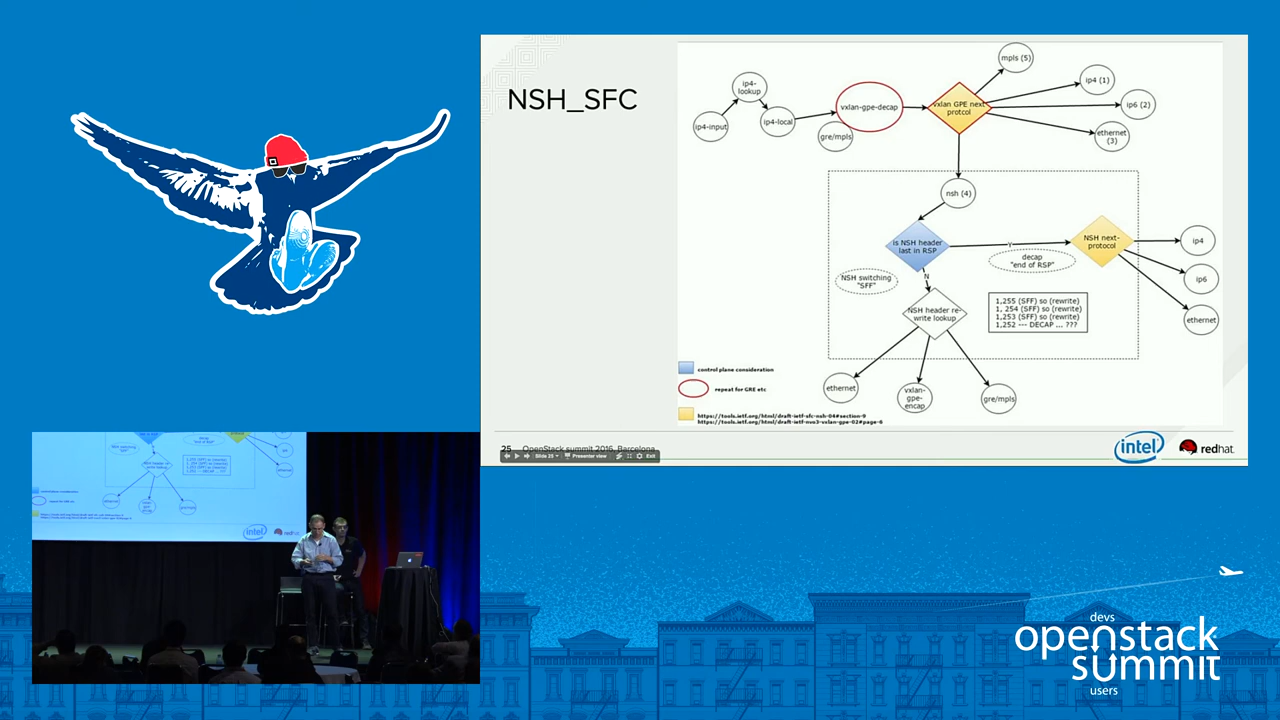 NSH_SFC
mpls (5)
ip4-
lookup
ip4 (1)
vxlan-gpe-decap
vxlan GPE next
protcol
ip6 (2)
ip4-input
ip4-local
gre/mpls
ethernet
(3)
nsh (4)
is NSH header
last in RSP
y
NSH next-
protocol
ip4
decap
"end of RSP"
N
NSH switching
"SFF"
ip6
NSH header re-
write lookup
1,255 (SFF) so (rewrite)
1, 254 (SFF) so (rewrite)
1,253 (SFF) so (rewrite)
1,252 --- DECAP ... ???
ethernet
control plane consideration
repeat for GRE etc
ethernet
vxlan-
gpe-
encap
gre/mpls
https://tools.ietf.org/html/draft-ietf-sfc-nsh-04#section-9
https://tools.ietf.org/html/draft-ietf-nvo3-vxlan-gpe-02#page-6
25 OpenStack summit 2016, Barcelona
Slide 25
Presenter view
Exit
intel
redhat
intel
redhat
devs
openstack
summit
users